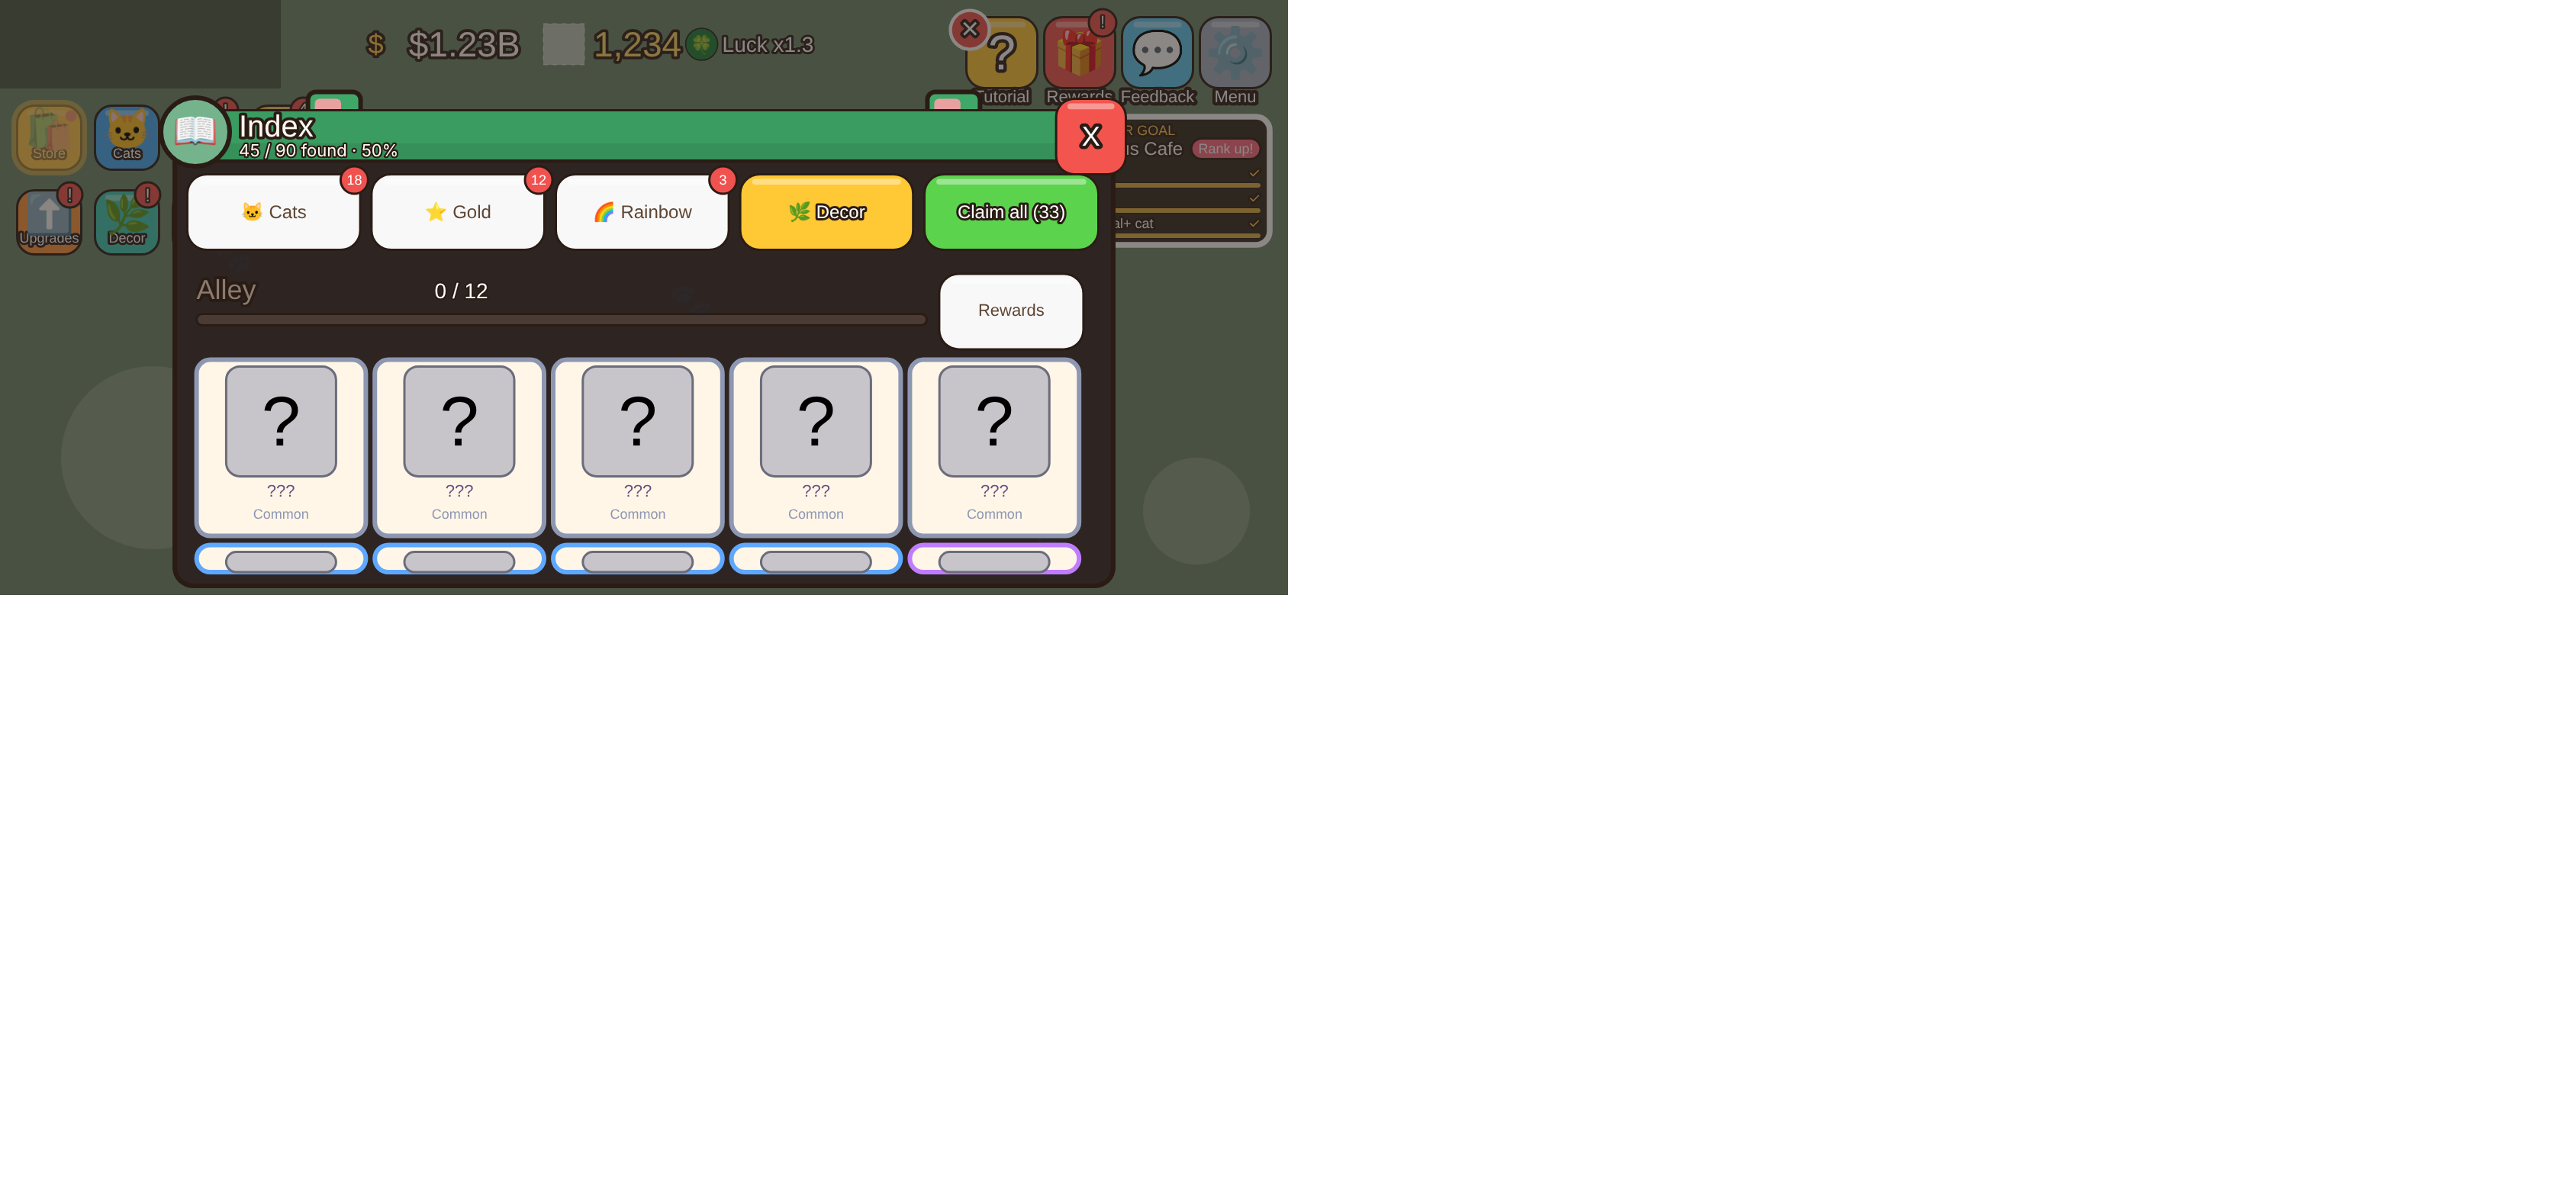 $ $1.23B 1,234 Luck x1.3
? ! 
Tutorial Rewards Feedback Menu
Store Cats
Upgrades ! Decor !
Index
45 / 90 found · 50%
X
R GOAL
us Cafe Rank up!
al+ cat
Cats 18
Gold 12
Rainbow 3
Decor
Claim all (33)
Alley 0 / 12
Rewards
? ? ? ? ?
??? ??? ??? ??? ???
Common Common Common Common Common